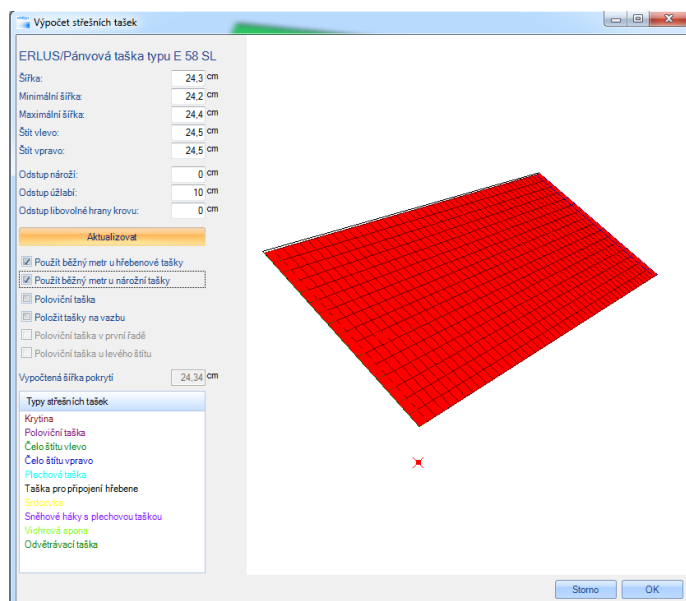 Výpočet střešních tašek
ERLUS/Pánvová taška typu E 58 SL
Šířka: 24,3 cm
Minimální šířka: 24,2 cm
Maximální šířka: 24,4 cm
Štít vlevo: 24,5 cm
Štít vpravo: 24,5 cm
Odstup nároží: 0 cm
Odstup úžlabí: 10 cm
Odstup libovolné hrany krovu: 0 cm
Aktualizovat
Použít běžný metr u hřebenové tašky
Použít běžný metr u nárožní tašky
Poloviční taška
Položit tašky na vazbu
Poloviční taška v první řadě
Poloviční taška u levého štítu
Vypočtená šířka pokrytí 24,34 cm
Typy střešních tašek
Krytina
Poloviční taška
Čelo štítu vlevo
Čelo štítu vpravo
Plechová taška
Taška pro připojení hřebene
Srdcovka
Sněhové háky s plechovou taškou
Vichrová spona
Odvětrávací taška
Storno OK